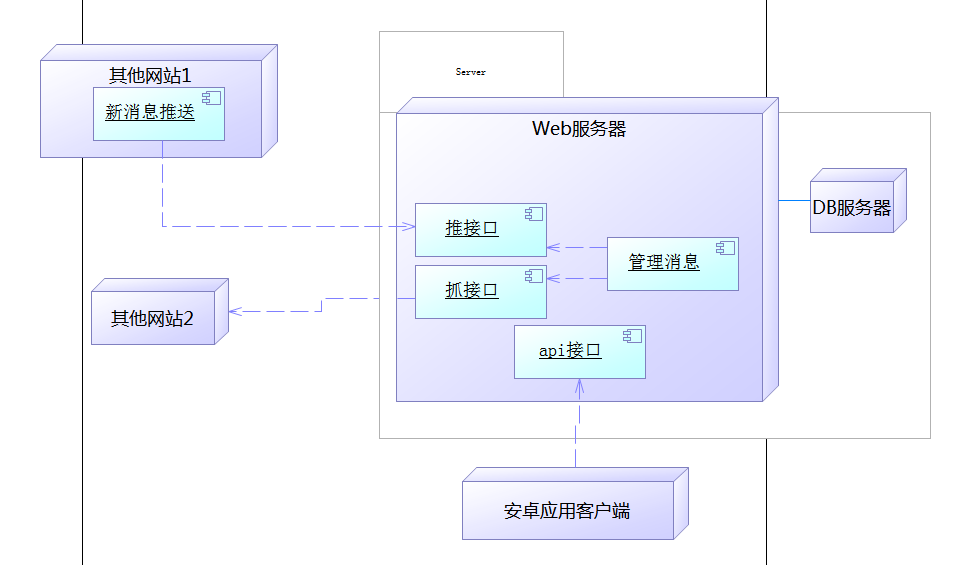 其他网站1
新消息推送
Server
Web服务器
推接口
管理消息
抓接口
api接口
DB服务器
其他网站2
安卓应用客户端